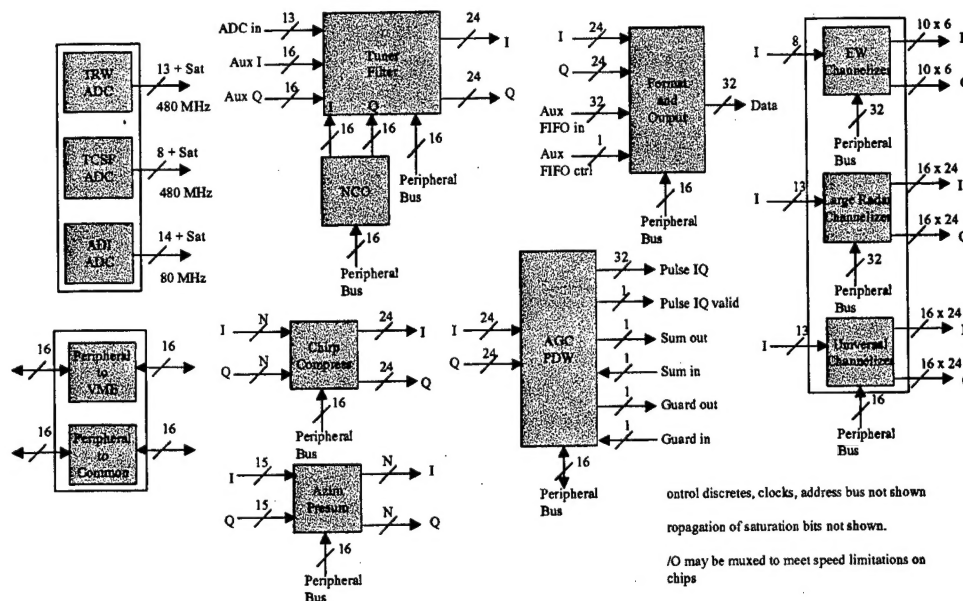 TRW
ADC
13 + Sat
480 MHz
TCSF
ADC
8 + Sat
480 MHz
ADI
ADC
14 + Sat
80 MHz
ADC in
13
Aux I
16
Aux Q
16
Tuner
Filter
24
I
24
Q
I
Q
16
16
16
NCO
Peripheral
Bus
16
Peripheral
Bus
I
24
Q
24
Aux
FIFO in
32
Aux
FIFO ctrl
1
Format
and
Output
32
Data
16
Peripheral
Bus
I
8
EW
Channelizer
10 x 6
I
10 x 6
32
Peripheral
Bus
I
13
Large Radar
Channelizer
16 x 24
I
16 x 24
32
Peripheral
Bus
I
13
Universal
Channelizer
16 x 24
16 x 24
16
Peripheral
Bus
16
Peripheral
to
VME
16
16
Peripheral
to
Common
16
I
N
Q
N
Chirp
Compress
24
I
24
Q
16
Peripheral
Bus
I
15
Q
15
Azim
Presum
N
I
N
Q
16
Peripheral
Bus
I
24
Q
24
AGC
PDW
32
Pulse IQ
1
Pulse IQ valid
1
Sum out
1
Sum in
1
Guard out
1
Guard in
16
Peripheral
Bus
ontrol discretes, clocks, address bus not shown
ropagation of saturation bits not shown.
/O may be muxed to meet speed limitations on
chips